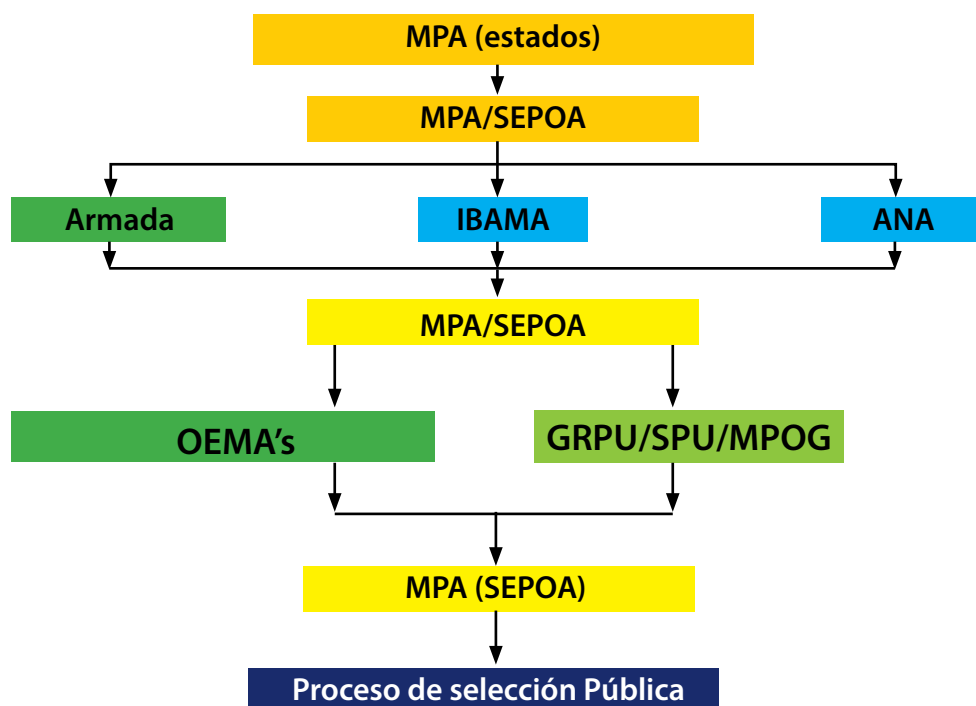 MPA (estados)
MPA/SEPOA
Armada
IBAMA
ANA
MPA/SEPOA
OEMA’s
GRPU/SPU/MPOG
MPA (SEPOA)
Proceso de selección Pública